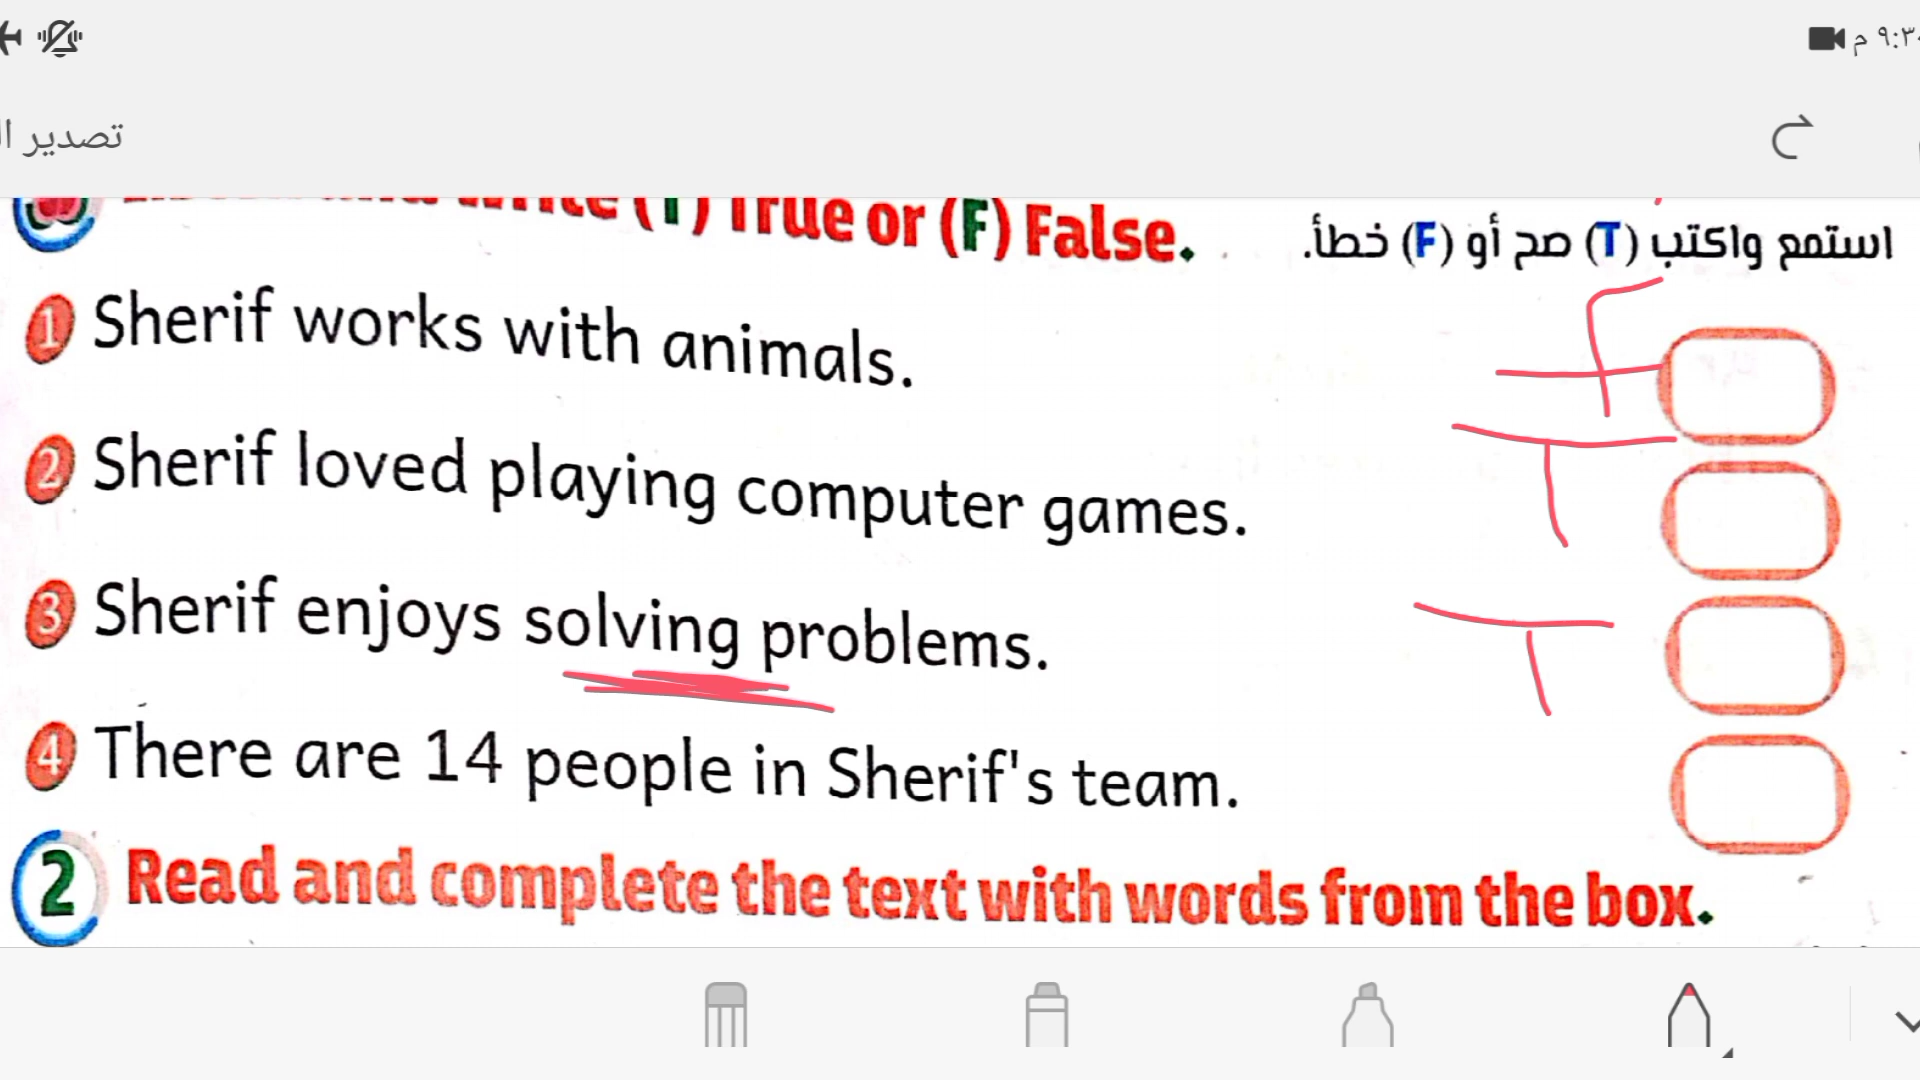 م
write (T) True or (F) False.
استمع واكتب (T) صح أو (F) خطأ.
تصدير
1 Sherif works with animals.
F
2 Sherif loved playing computer games.
T
3 Sherif enjoys solving problems.
T
4 There are 14 people in Sherif's team.
2 Read and complete the text with words from the box.